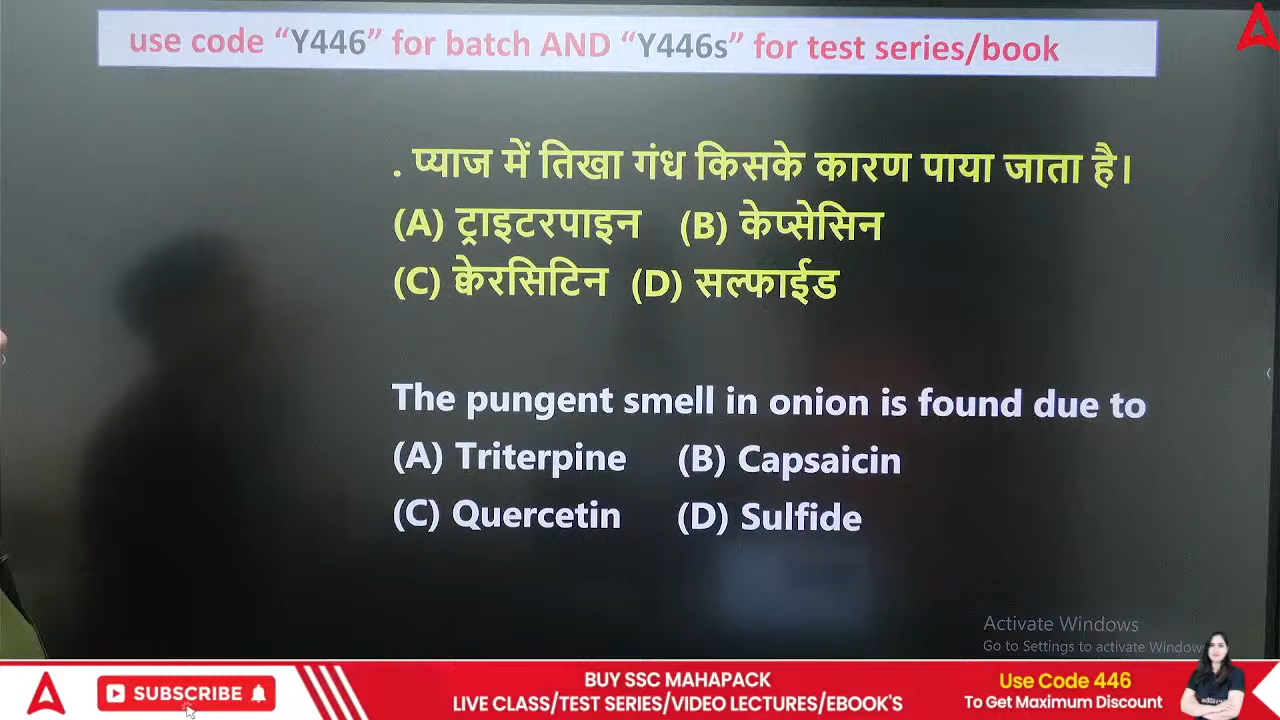 use code “Y446” for batch AND “Y446s” for test series/book
. प्याज में तिखा गंध किसके कारण पाया जाता है।
(A) ट्राइटरपाइन (B) केप्सेसिन
(C) क्वेरसिटिन (D) सल्फाईड
The pungent smell in onion is found due to
(A) Triterpine (B) Capsaicin
(C) Quercetin (D) Sulfide
Activate Windows
Go to Settings to activate Windows
SUBSCRIBE
BUY SSC MAHAPACK
LIVE CLASS/TEST SERIES/VIDEO LECTURES/EBOOK'S
Use Code 446
To Get Maximum Discount